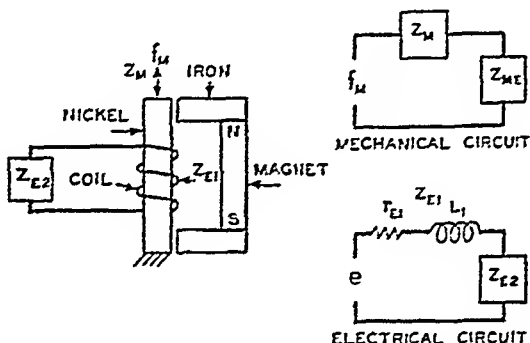 f_M
Z_M
IRON
NICKEL
Z_E2
COIL
Z_E1
N
S
MAGNET
Z_M
f_M
Z_ME
MECHANICAL CIRCUIT
Z_E1
r_E1
L_1
e
Z_E2
ELECTRICAL CIRCUIT